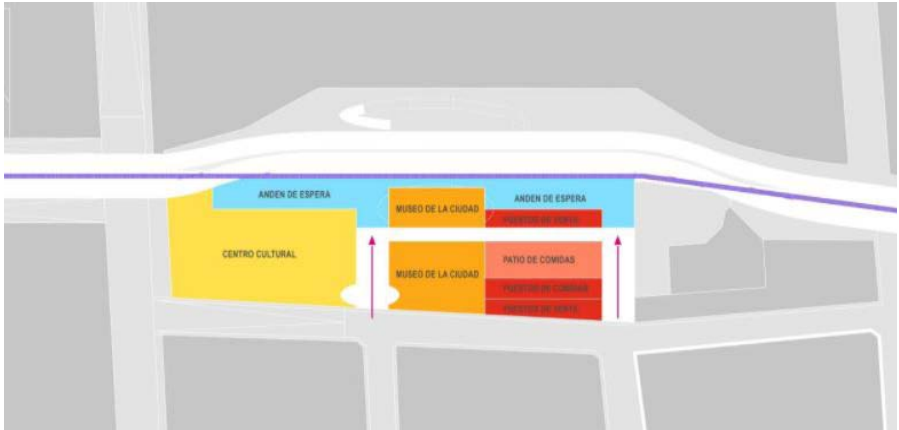 ANDEN DE ESPERA
ANDEN DE ESPERA
MUSEO DE LA CIUDAD
PUESTOS DE VENTA
CENTRO CULTURAL
PATIO DE COMIDAS
MUSEO DE LA CIUDAD
PUESTOS DE COMIDAS
PUESTOS DE VENTA